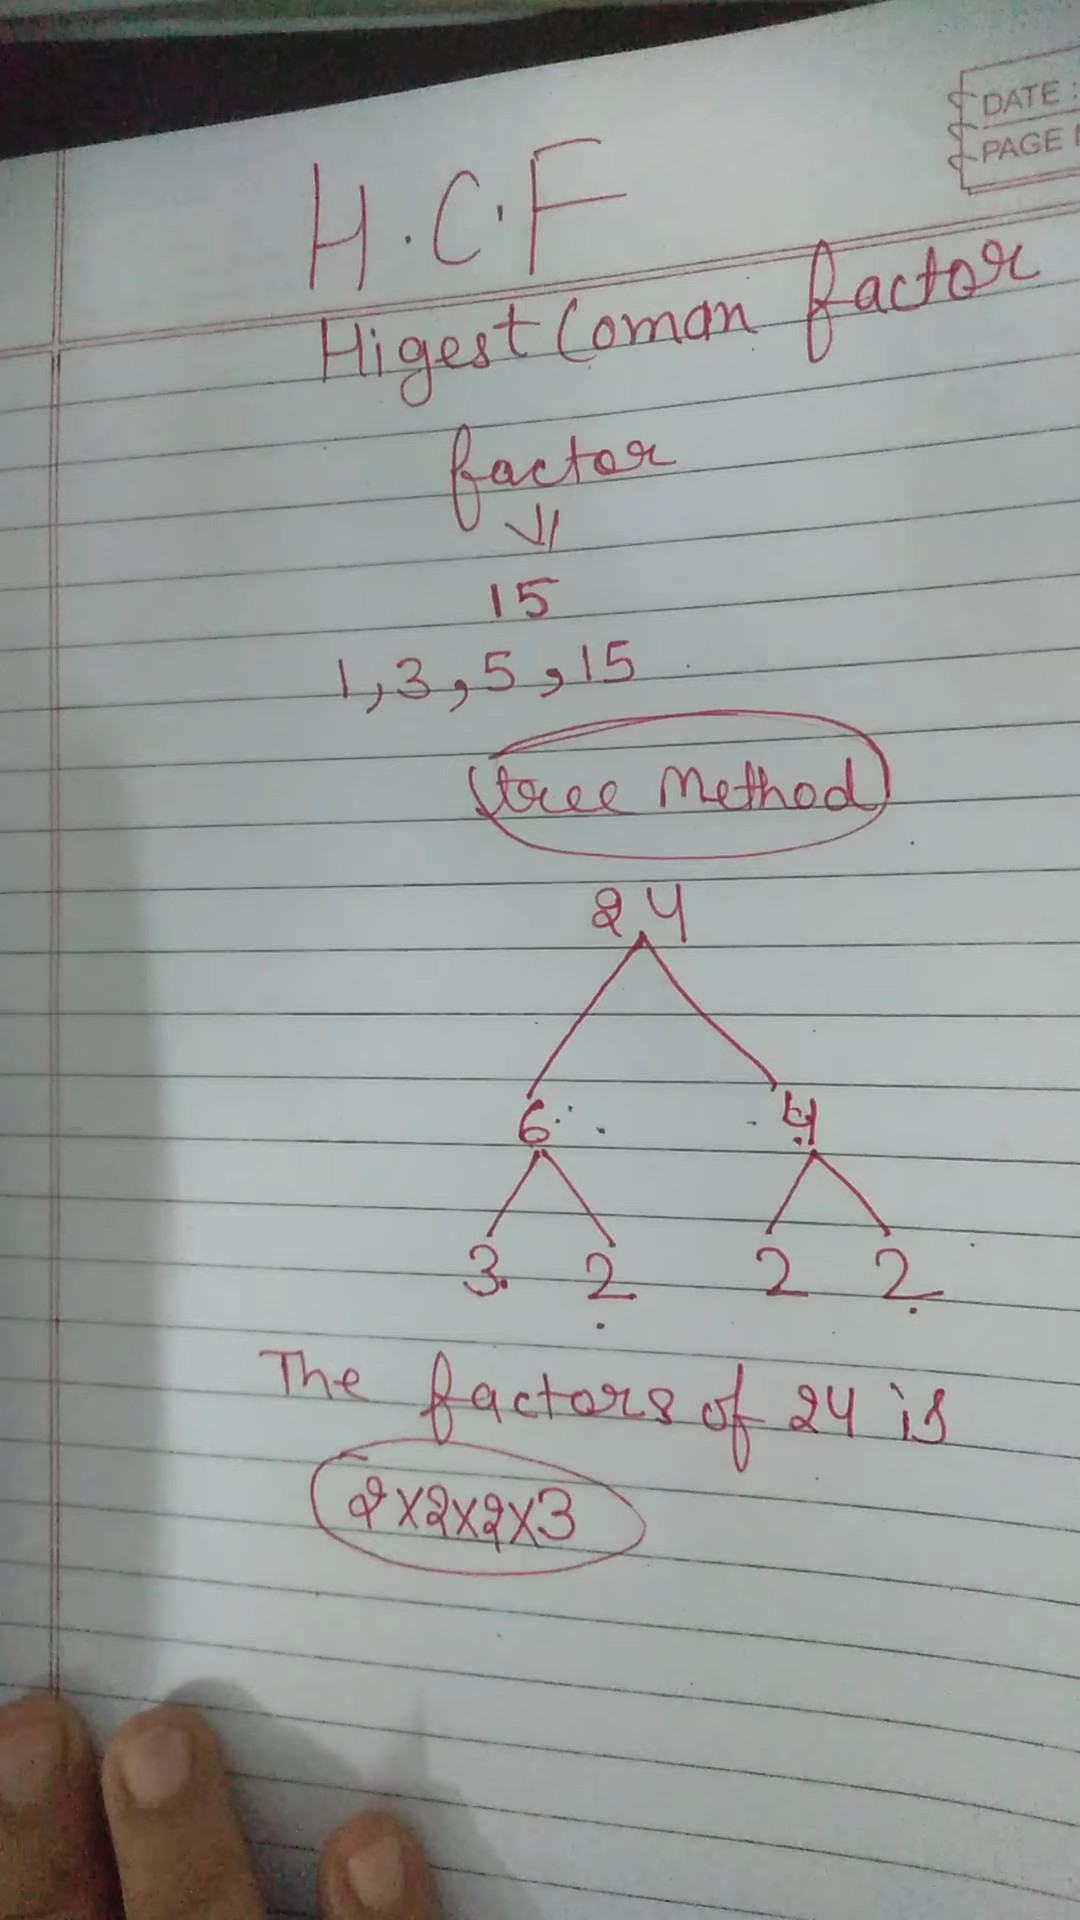 DATE :
PAGE
H.C.F
Higest Coman factor
factor
15
1, 3, 5, 15
tree Method
24
6 4
3 2 2 2
The factors of 24 is
2x2x2x3